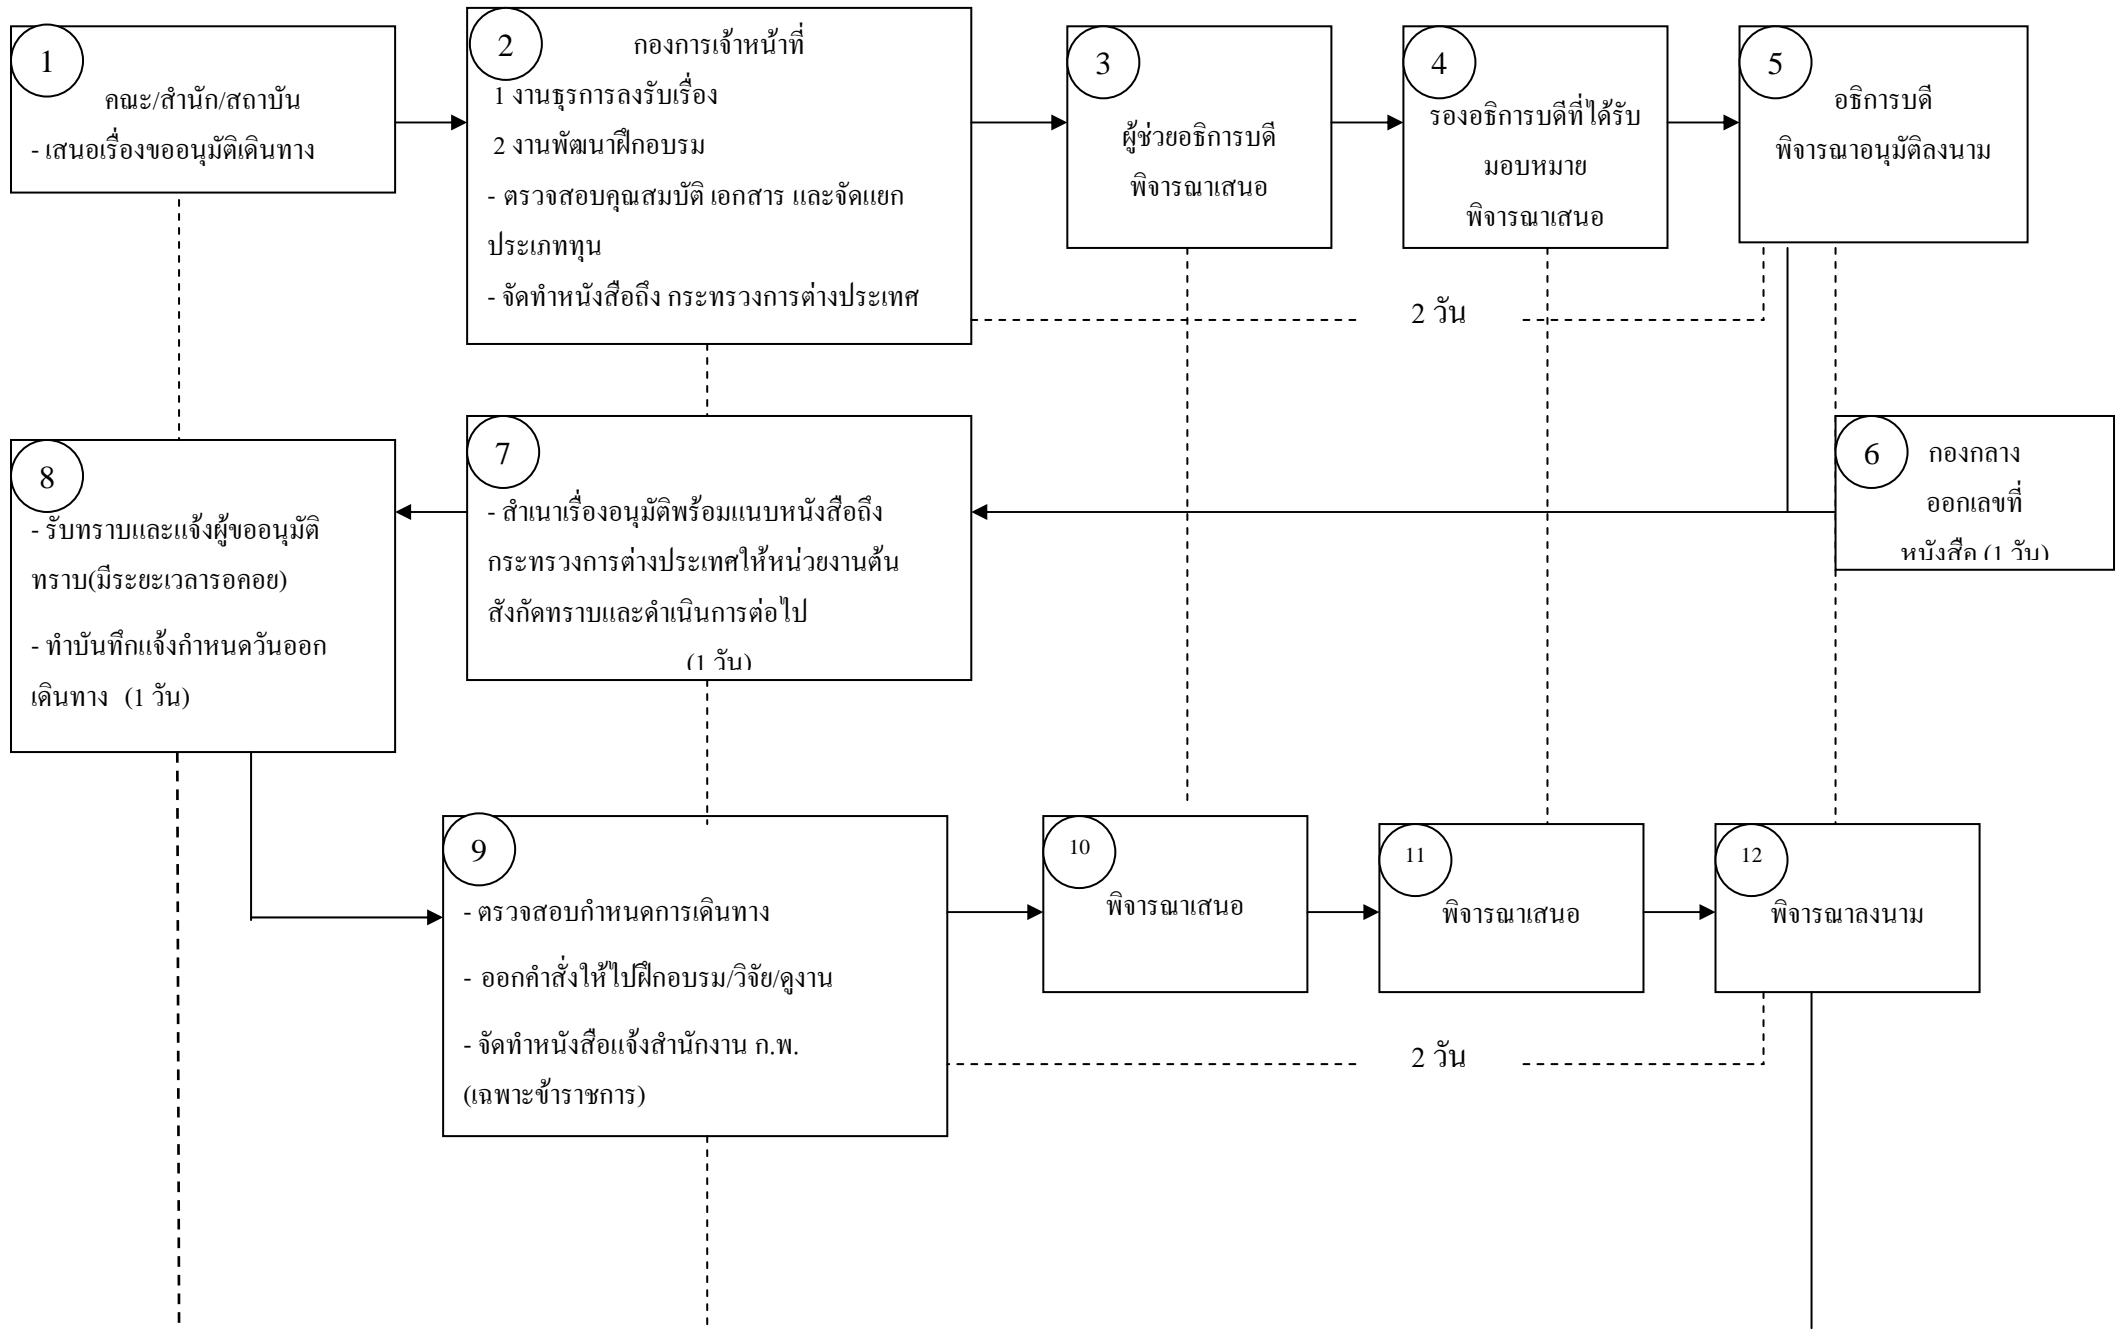 1
คณะ/สำนัก/สถาบัน
- เสนอเรื่องขออนุมัติเดินทาง
2
กองการเจ้าหน้าที่
1 งานธุรการลงรับเรื่อง
2 งานพัฒนาฝึกอบรม
- ตรวจสอบคุณสมบัติ เอกสาร และจัดแยก
ประเภททุน
- จัดทำหนังสือถึง กระทรวงการต่างประเทศ
3
ผู้ช่วยอธิการบดี
พิจารณาเสนอ
4
รองอธิการบดีที่ได้รับ
มอบหมาย
พิจารณาเสนอ
5
อธิการบดี
พิจารณาอนุมัติลงนาม
2 วัน
6
กองกลาง
ออกเลขที่
หนังสือ (1 วัน)
7
- สำเนาเรื่องอนุมัติพร้อมแนบหนังสือถึง
กระทรวงการต่างประเทศให้หน่วยงานต้น
สังกัดทราบและดำเนินการต่อไป
(1 วัน)
8
- รับทราบและแจ้งผู้ขออนุมัติ
ทราบ(มีระยะเวลารอคอย)
- ทำบันทึกแจ้งกำหนดวันออก
เดินทาง (1 วัน)
9
- ตรวจสอบกำหนดการเดินทาง
- ออกคำสั่งให้ไปฝึกอบรม/วิจัย/ดูงาน
- จัดทำหนังสือแจ้งสำนักงาน ก.พ.
(เฉพาะข้าราชการ)
10
พิจารณาเสนอ
11
พิจารณาเสนอ
12
พิจารณาลงนาม
2 วัน